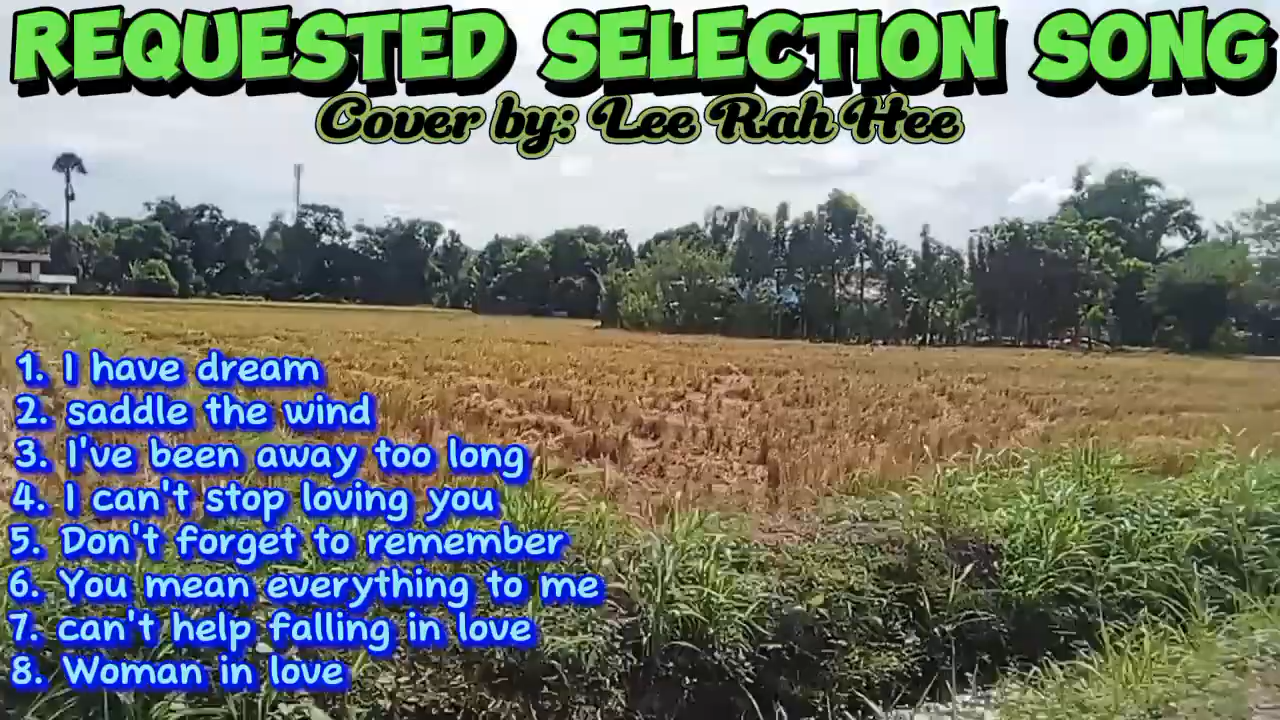 REQUESTED SELECTION SONG
Cover by: Lee Rah Hee
1. I have dream
2. saddle the wind
3. I've been away too long
4. I can't stop loving you
5. Don't forget to remember
6. You mean everything to me
7. can't help falling in love
8. Woman in love